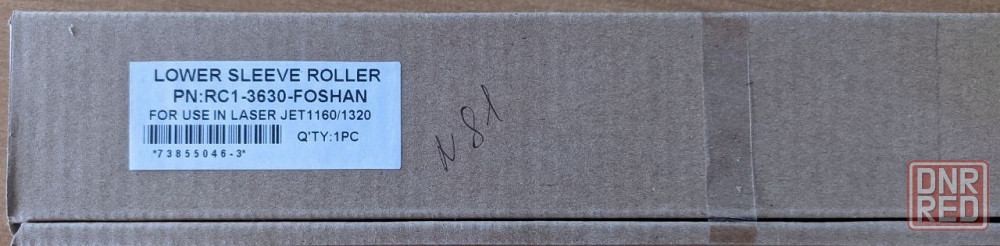 LOWER SLEEVE ROLLER
PN:RC1-3630-FOSHAN
FOR USE IN LASER JET1160/1320
Q'TY:1PC
*73855046-3*
N81
DNR
RED